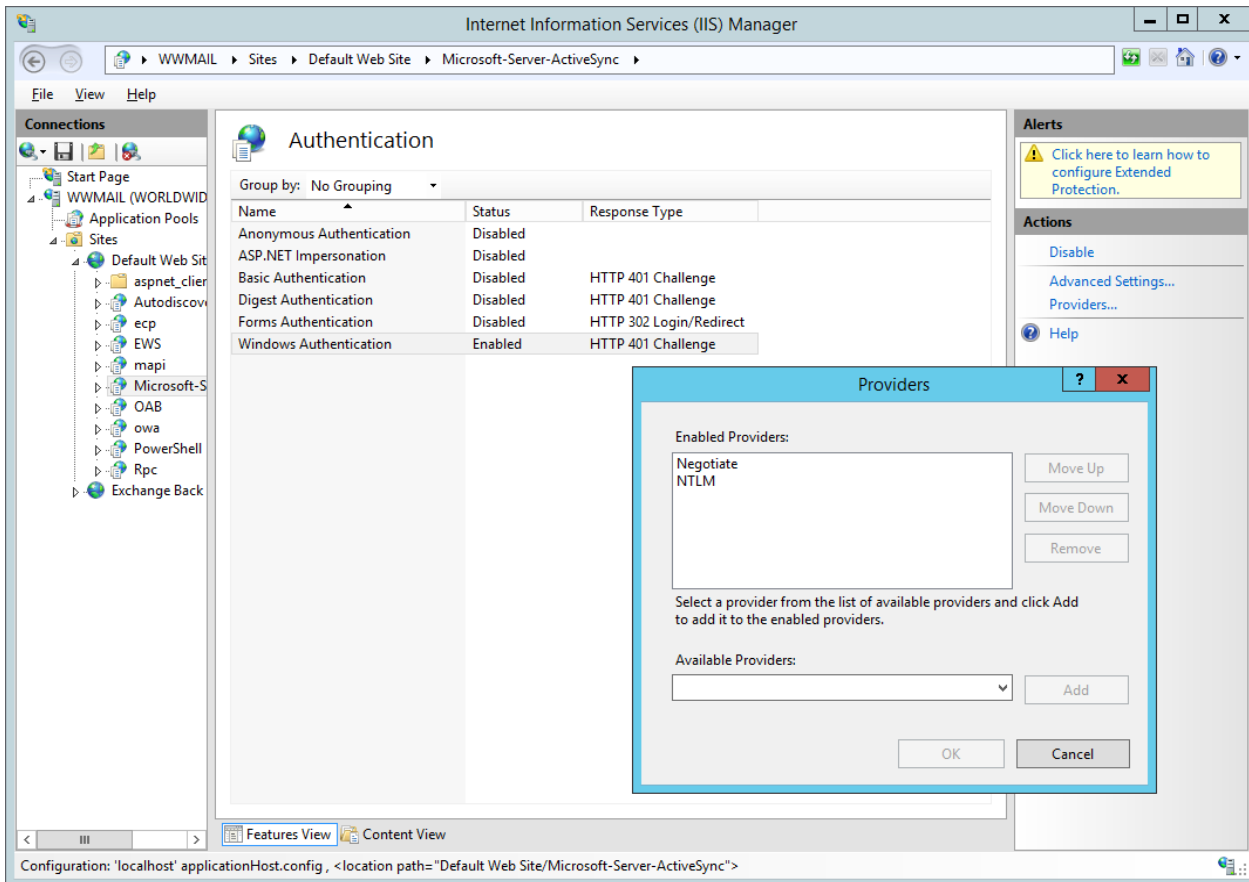 Internet Information Services (IIS) Manager
WWMAIL Sites Default Web Site Microsoft-Server-ActiveSync
File View Help
Connections
Start Page
WWMAIL (WORLDWID
Application Pools
Sites
Default Web Sit
aspnet_clien
Autodiscov
ecp
EWS
mapi
Microsoft-S
OAB
owa
PowerShell
Rpc
Exchange Back
Authentication
Group by: No Grouping
Name Status Response Type
Anonymous Authentication Disabled
ASP.NET Impersonation Disabled
Basic Authentication Disabled HTTP 401 Challenge
Digest Authentication Disabled HTTP 401 Challenge
Forms Authentication Disabled HTTP 302 Login/Redirect
Windows Authentication Enabled HTTP 401 Challenge
Alerts
Click here to learn how to
configure Extended
Protection.
Actions
Disable
Advanced Settings...
Providers...
Help
Providers
? x
Enabled Providers:
Negotiate
NTLM
Move Up
Move Down
Remove
Select a provider from the list of available providers and click Add
to add it to the enabled providers.
Available Providers:
Add
OK Cancel
Features View Content View
Configuration: 'localhost' applicationHost.config , <location path="Default Web Site/Microsoft-Server-ActiveSync">